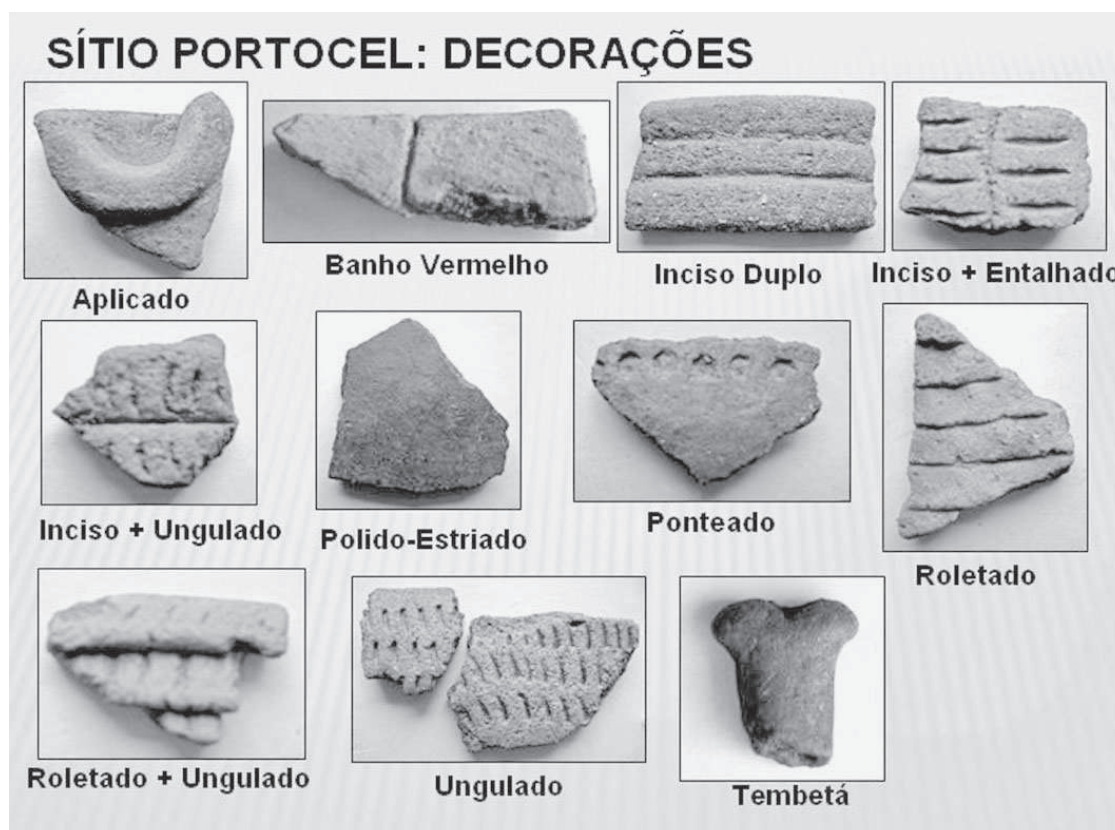 SÍTIO PORTOCEL: DECORAÇÕES
Aplicado
Banho Vermelho
Inciso Duplo
Inciso + Entalhado
Inciso + Ungulado
Polido-Estriado
Ponteado
Roletado
Roletado + Ungulado
Ungulado
Tembetá